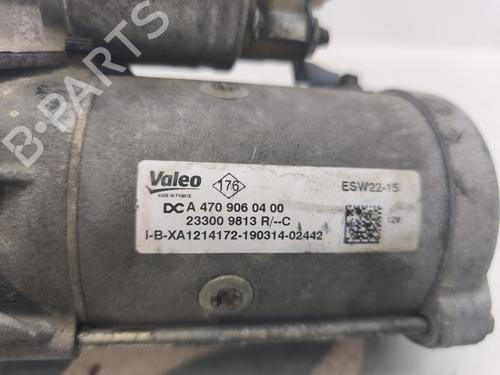 Valeo
MADE IN FRANCE
176
ESW22-15
DC A 470 906 04 00
23300 9813 R/--C
12V
I-B-XA1214172-190314-02442
B-PARTS